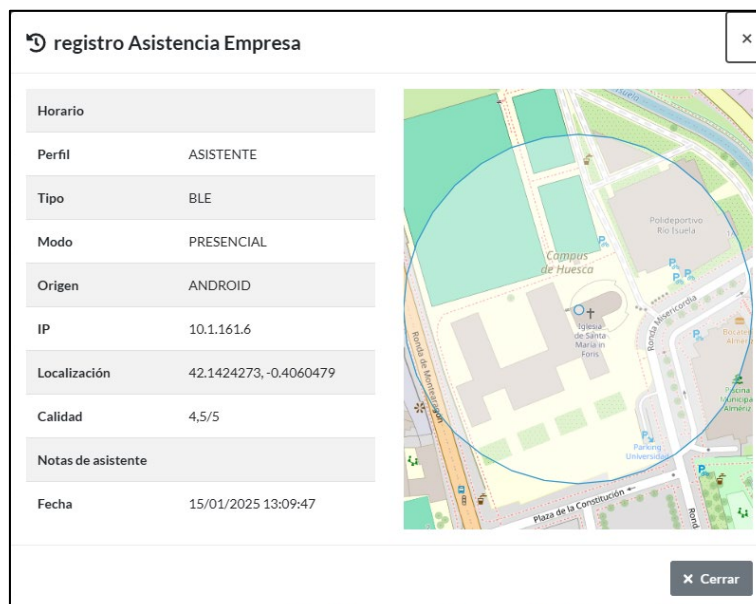 registro Asistencia Empresa
×
Horario
Perfil ASISTENTE
Tipo BLE
Modo PRESENCIAL
Origen ANDROID
IP 10.1.161.6
Localización 42.1424273, -0.4060479
Calidad 4,5/5
Notas de asistente
Fecha 15/01/2025 13:09:47
Isuela
Polideportivo
Río Isuela
Campus
de Huesca
Iglesia
de Santa
María in
Foris
Ronda Misericordia
Ronda de Montearagón
Piscina
Municipa
Almeriz
Parking
Universidad
Plaza de la Constitución
Rond
× Cerrar